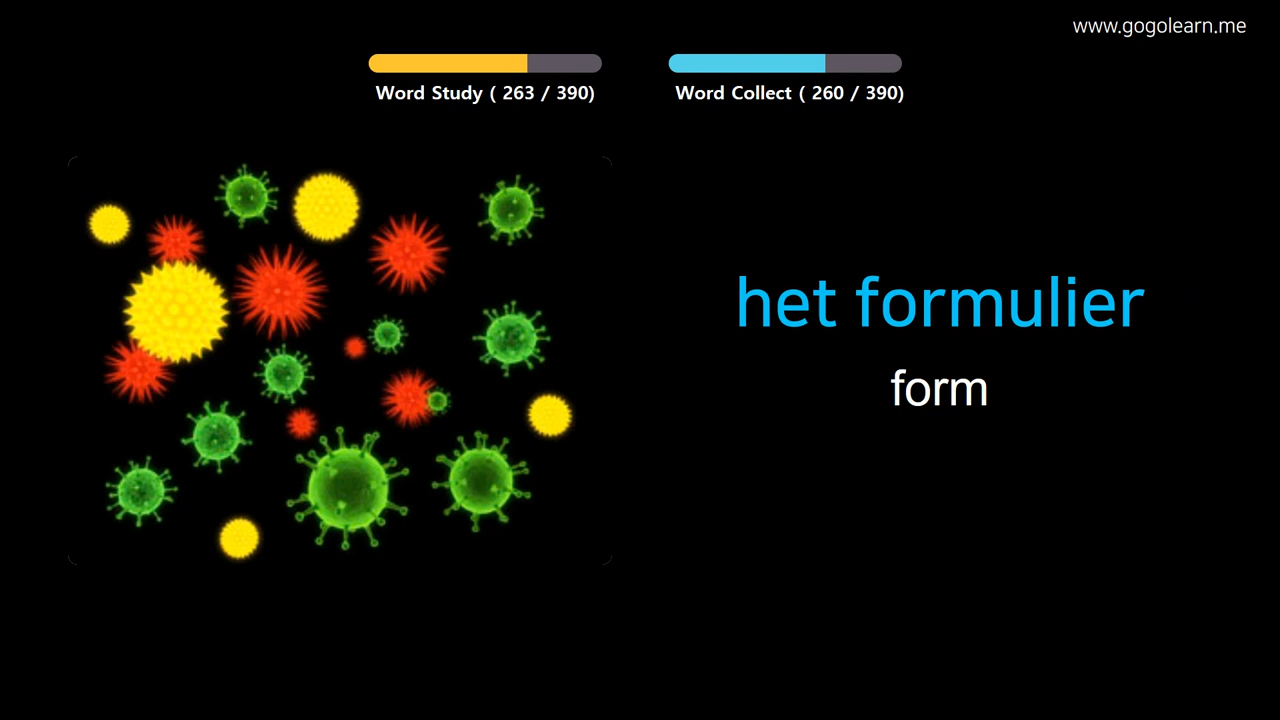 www.gogolearn.me
Word Study ( 263 / 390)
Word Collect ( 260 / 390)
het formulier
form